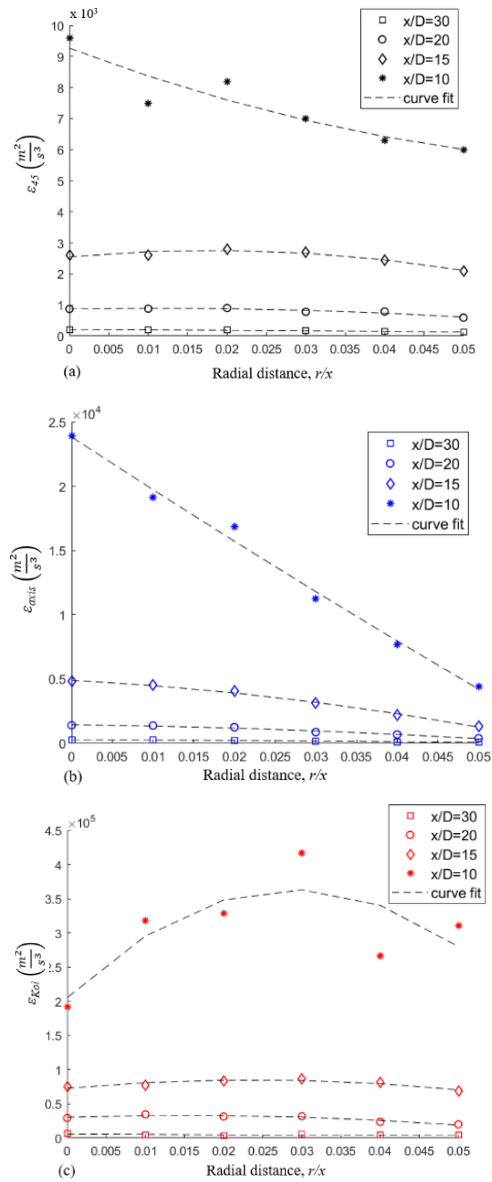 x 10³
10
9
8
7
6
5
4
3
2
1
0
x/D=30
x/D=20
x/D=15
x/D=10
curve fit
ε45 (m²/s³)
0 0.005 0.01 0.015 0.02 0.025 0.03 0.035 0.04 0.045 0.05
(a)
Radial distance, r/x
×10⁴
2.5
2
1.5
1
0.5
0
x/D=30
x/D=20
x/D=15
x/D=10
curve fit
εaxis (m²/s³)
0 0.005 0.01 0.015 0.02 0.025 0.03 0.035 0.04 0.045 0.05
(b)
Radial distance, r/x
×10⁵
4.5
4
3.5
3
2.5
2
1.5
1
0.5
0
x/D=30
x/D=20
x/D=15
x/D=10
curve fit
εKol (m²/s³)
0 0.005 0.01 0.015 0.02 0.025 0.03 0.035 0.04 0.045 0.05
(c)
Radial distance, r/x